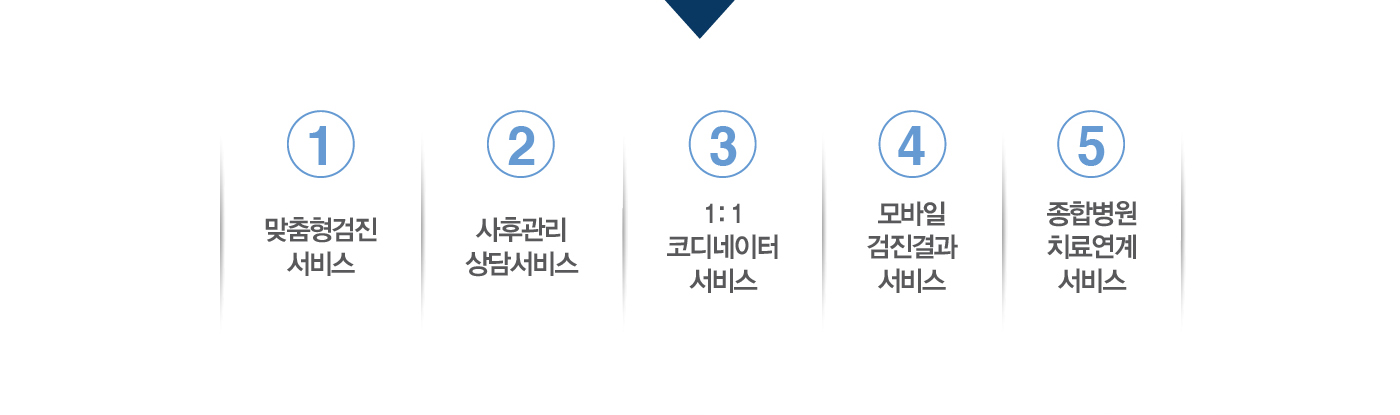 1
맞춤형검진
서비스
2
사후관리
상담서비스
3
1 : 1
코디네이터
서비스
4
모바일
검진결과
서비스
5
종합병원
치료연계
서비스